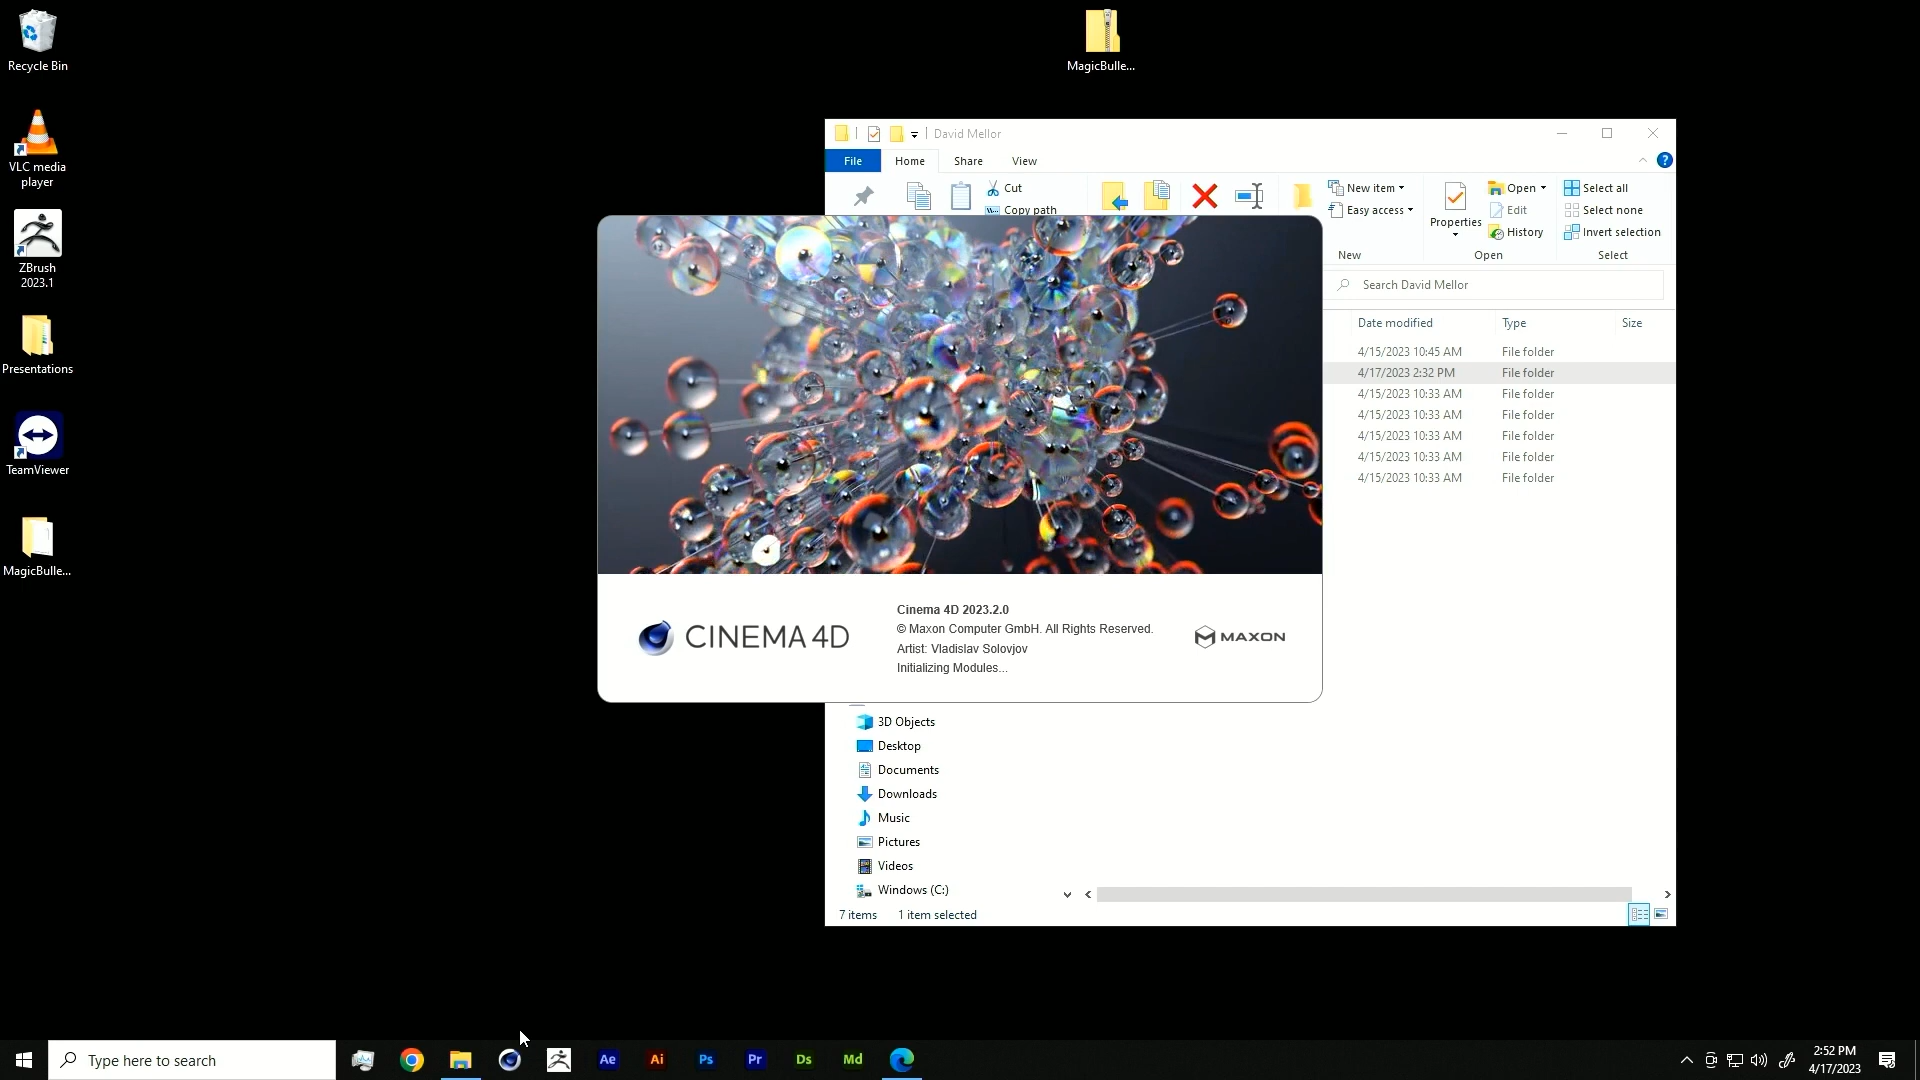 Recycle Bin
VLC media
player
ZBrush
2023.1
Presentations
TeamViewer
MagicBulle...
MagicBulle...
David Mellor
File
Home
Share
View
Cut
Copy path
New item
Easy access
New
Properties
Open
Edit
History
Open
Select all
Select none
Invert selection
Select
Search David Mellor
Date modified
Type
Size
4/15/2023 10:45 AM File folder
4/17/2023 2:32 PM File folder
4/15/2023 10:33 AM File folder
4/15/2023 10:33 AM File folder
4/15/2023 10:33 AM File folder
4/15/2023 10:33 AM File folder
4/15/2023 10:33 AM File folder
CINEMA 4D
Cinema 4D 2023.2.0
© Maxon Computer GmbH. All Rights Reserved.
Artist: Vladislav Solovjov
Initializing Modules...
MAXON
3D Objects
Desktop
Documents
Downloads
Music
Pictures
Videos
Windows (C:)
7 items 1 item selected
Type here to search
Ae
Ai
Ps
Pr
Ds
Md
2:52 PM
4/17/2023